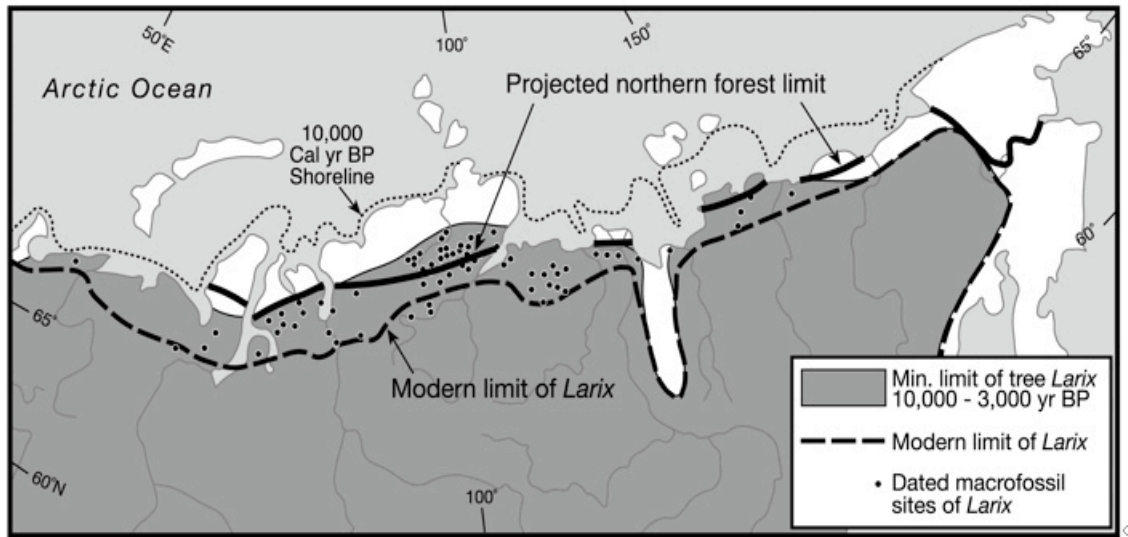 50°E
100°
150°
65°
Arctic Ocean
Projected northern forest limit
10,000
Cal yr BP
Shoreline
60°
65°
Modern limit of Larix
60°N
100°
Min. limit of tree Larix
10,000 - 3,000 yr BP
Modern limit of Larix
Dated macrofossil
sites of Larix